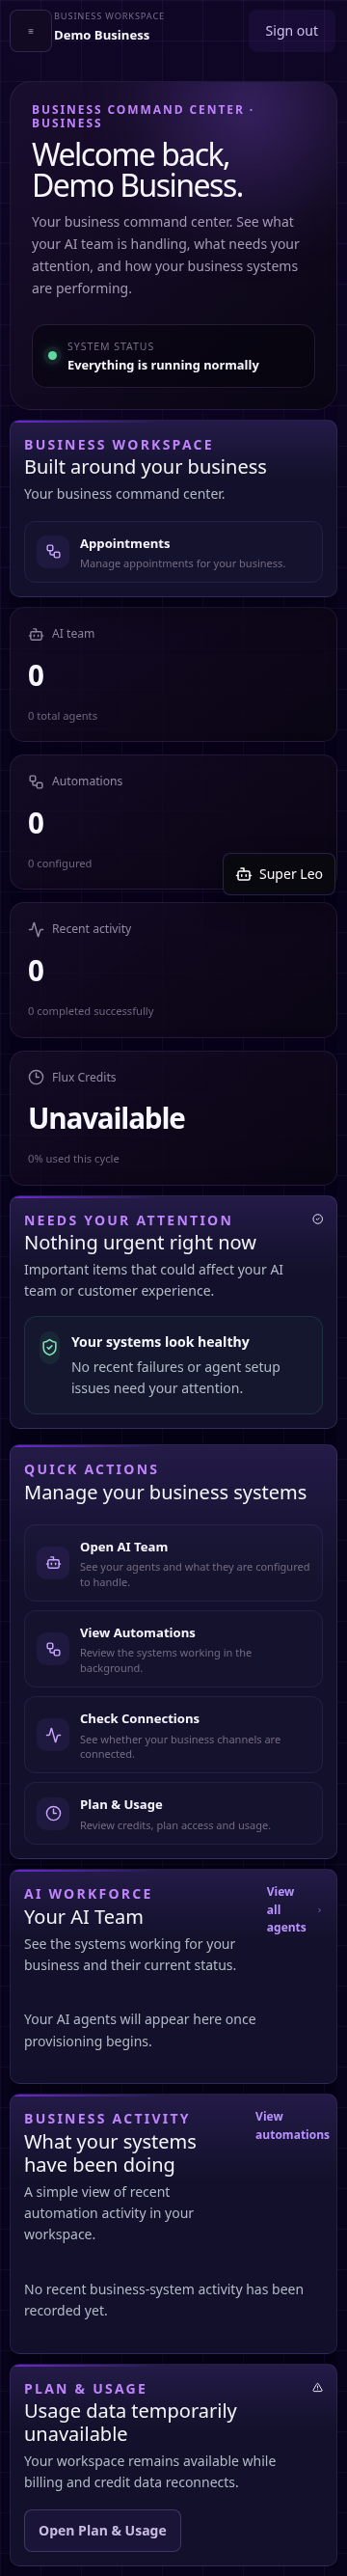 BUSINESS WORKSPACE
Demo Business
Sign out
BUSINESS COMMAND CENTER ·
BUSINESS
Welcome back,
Demo Business.
Your business command center. See what
your AI team is handling, what needs your
attention, and how your business systems
are performing.
SYSTEM STATUS
Everything is running normally
BUSINESS WORKSPACE
Built around your business
Your business command center.
Appointments
Manage appointments for your business.
AI team
0
0 total agents
Automations
0
0 configured
Super Leo
Recent activity
0
0 completed successfully
Flux Credits
Unavailable
0% used this cycle
NEEDS YOUR ATTENTION
Nothing urgent right now
Important items that could affect your AI
team or customer experience.
Your systems look healthy
No recent failures or agent setup
issues need your attention.
QUICK ACTIONS
Manage your business systems
Open AI Team
See your agents and what they are configured
to handle.
View Automations
Review the systems working in the
background.
Check Connections
See whether your business channels are
connected.
Plan & Usage
Review credits, plan access and usage.
AI WORKFORCE
Your AI Team
See the systems working for your
business and their current status.
View
all
agents
Your AI agents will appear here once
provisioning begins.
BUSINESS ACTIVITY
What your systems
have been doing
A simple view of recent
automation activity in your
workspace.
View
automations
No recent business-system activity has been
recorded yet.
PLAN & USAGE
Usage data temporarily
unavailable
Your workspace remains available while
billing and credit data reconnects.
Open Plan & Usage